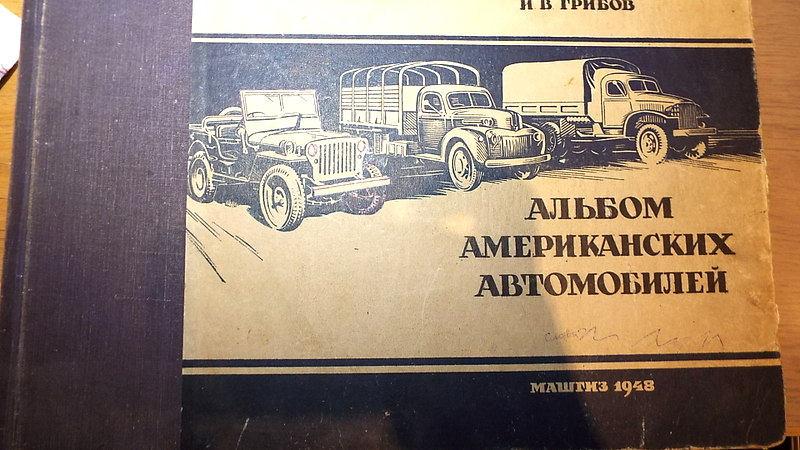 И В ГРИБОВ
АЛЬБОМ
АМЕРИКАНСКИХ
АВТОМОБИЛЕЙ
МАШГИЗ 1948